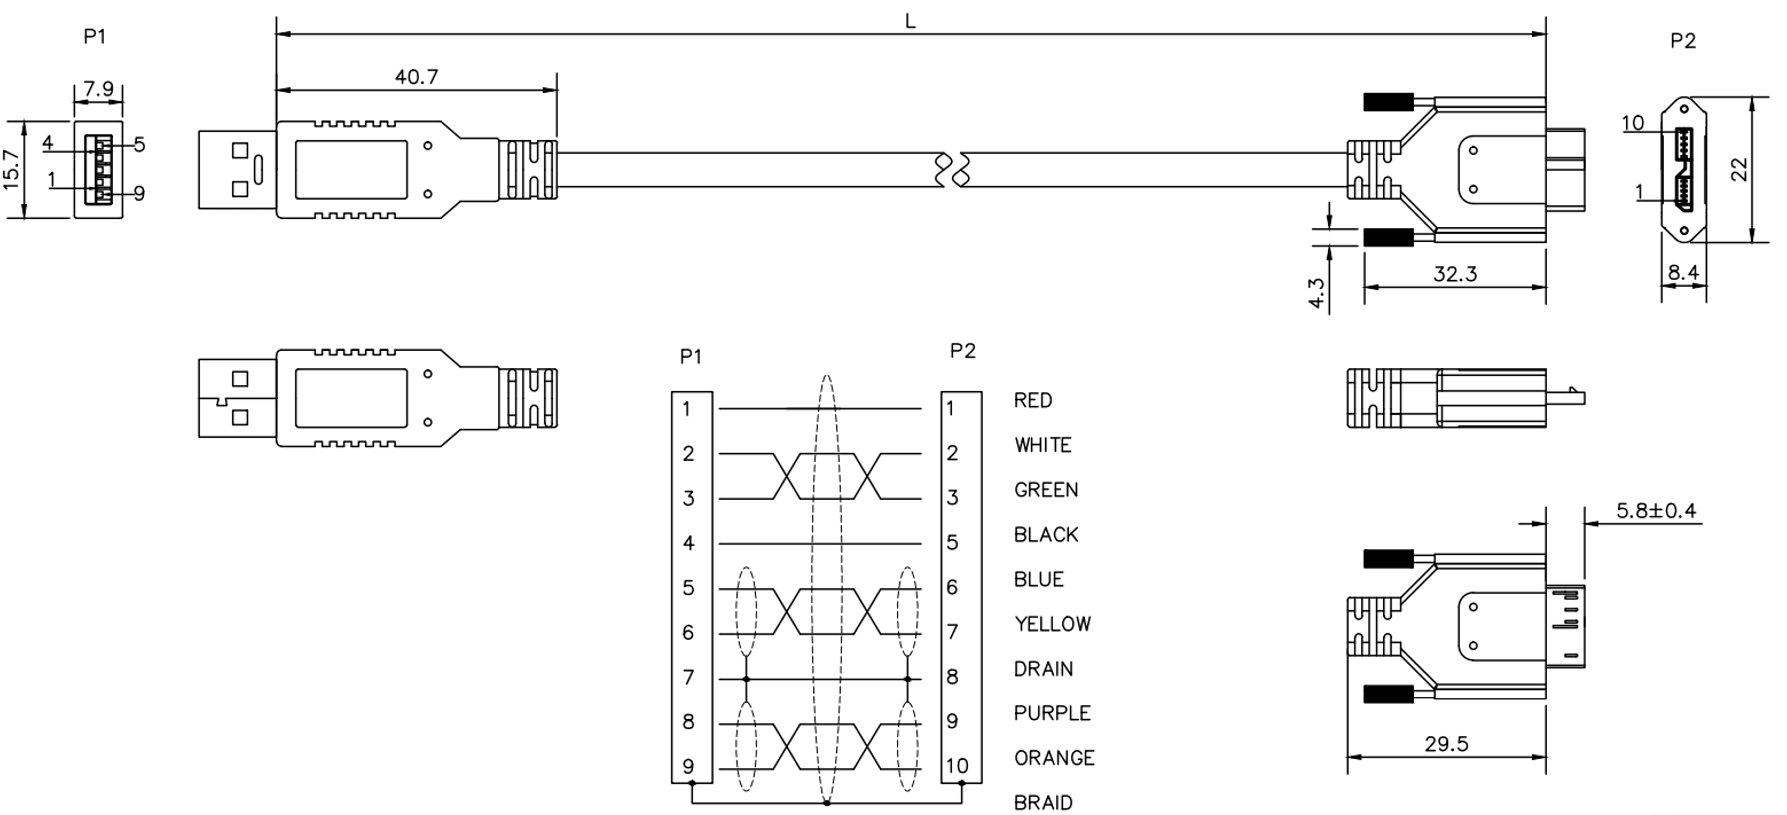 L
P1
P2
40.7
7.9
15.7
4
5
1
9
10
1
22
8.4
32.3
4.3
P1
P2
1 1 RED
2 2 WHITE
3 3 GREEN
4 5 BLACK
5 6 BLUE
6 7 YELLOW
7 8 DRAIN
8 9 PURPLE
9 10 ORANGE
BRAID
5.8±0.4
29.5